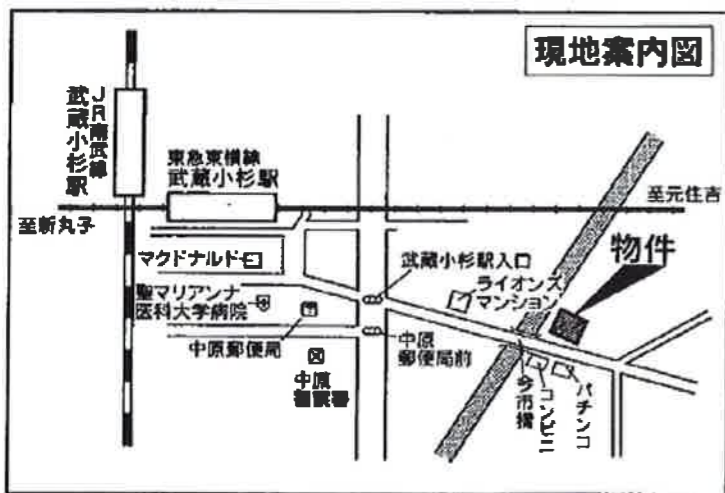 現地案内図
JR南武線
武蔵小杉駅
東急東横線
武蔵小杉駅
至元住吉
至新丸子
物件
マクドナルド
武蔵小杉駅入口
ライオンズ
マンション
聖マリアンナ
医科大学病院
中原郵便局
中原
郵便局前
中原
警察署
今市橋
コンビニ
パチンコ